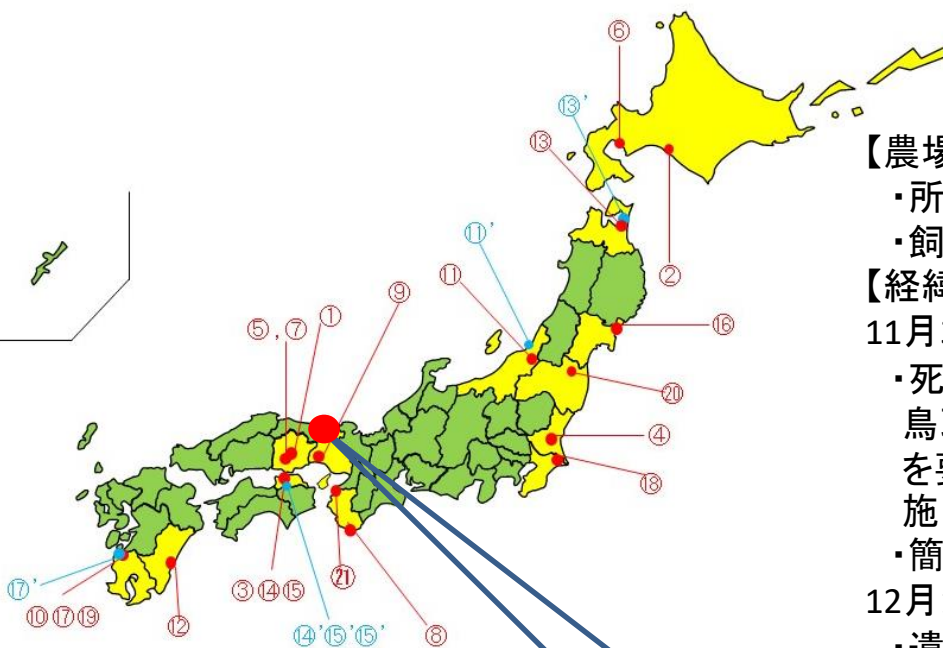 ⑥
⑬'
⑬
②
⑪'
⑪
⑨
①
⑤,⑦
⑯
⑳
④
⑱
㉑
③⑭⑮
⑧
⑭'⑮'⑮'
⑰'
⑩⑰⑲
⑫
【農場
・所
・飼
【経緯
11月
・死
鳥
を
施
・簡
12月
・遺